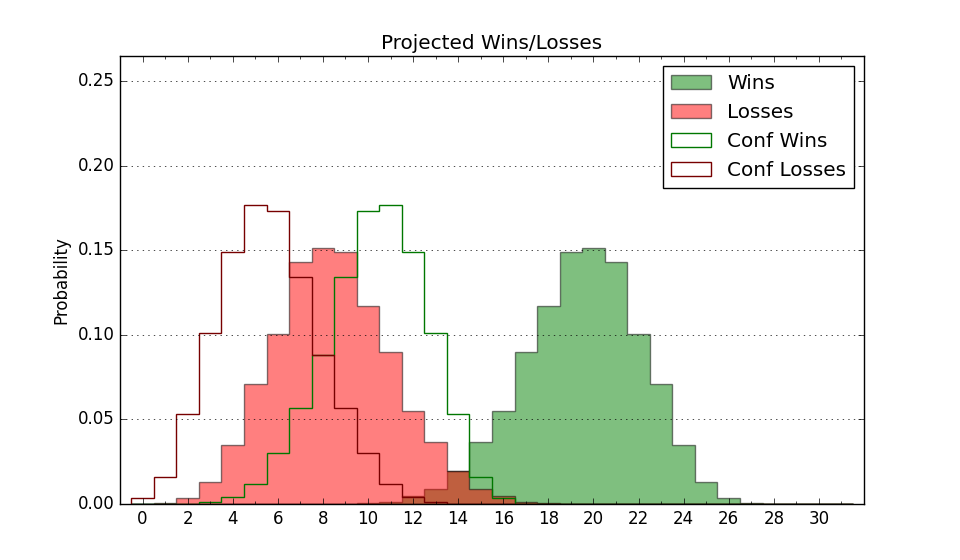 Projected Wins/Losses
0.25
0.20
0.15
0.10
0.05
0.00
Probability
Wins
Losses
Conf Wins
Conf Losses
0 2 4 6 8 10 12 14 16 18 20 22 24 26 28 30